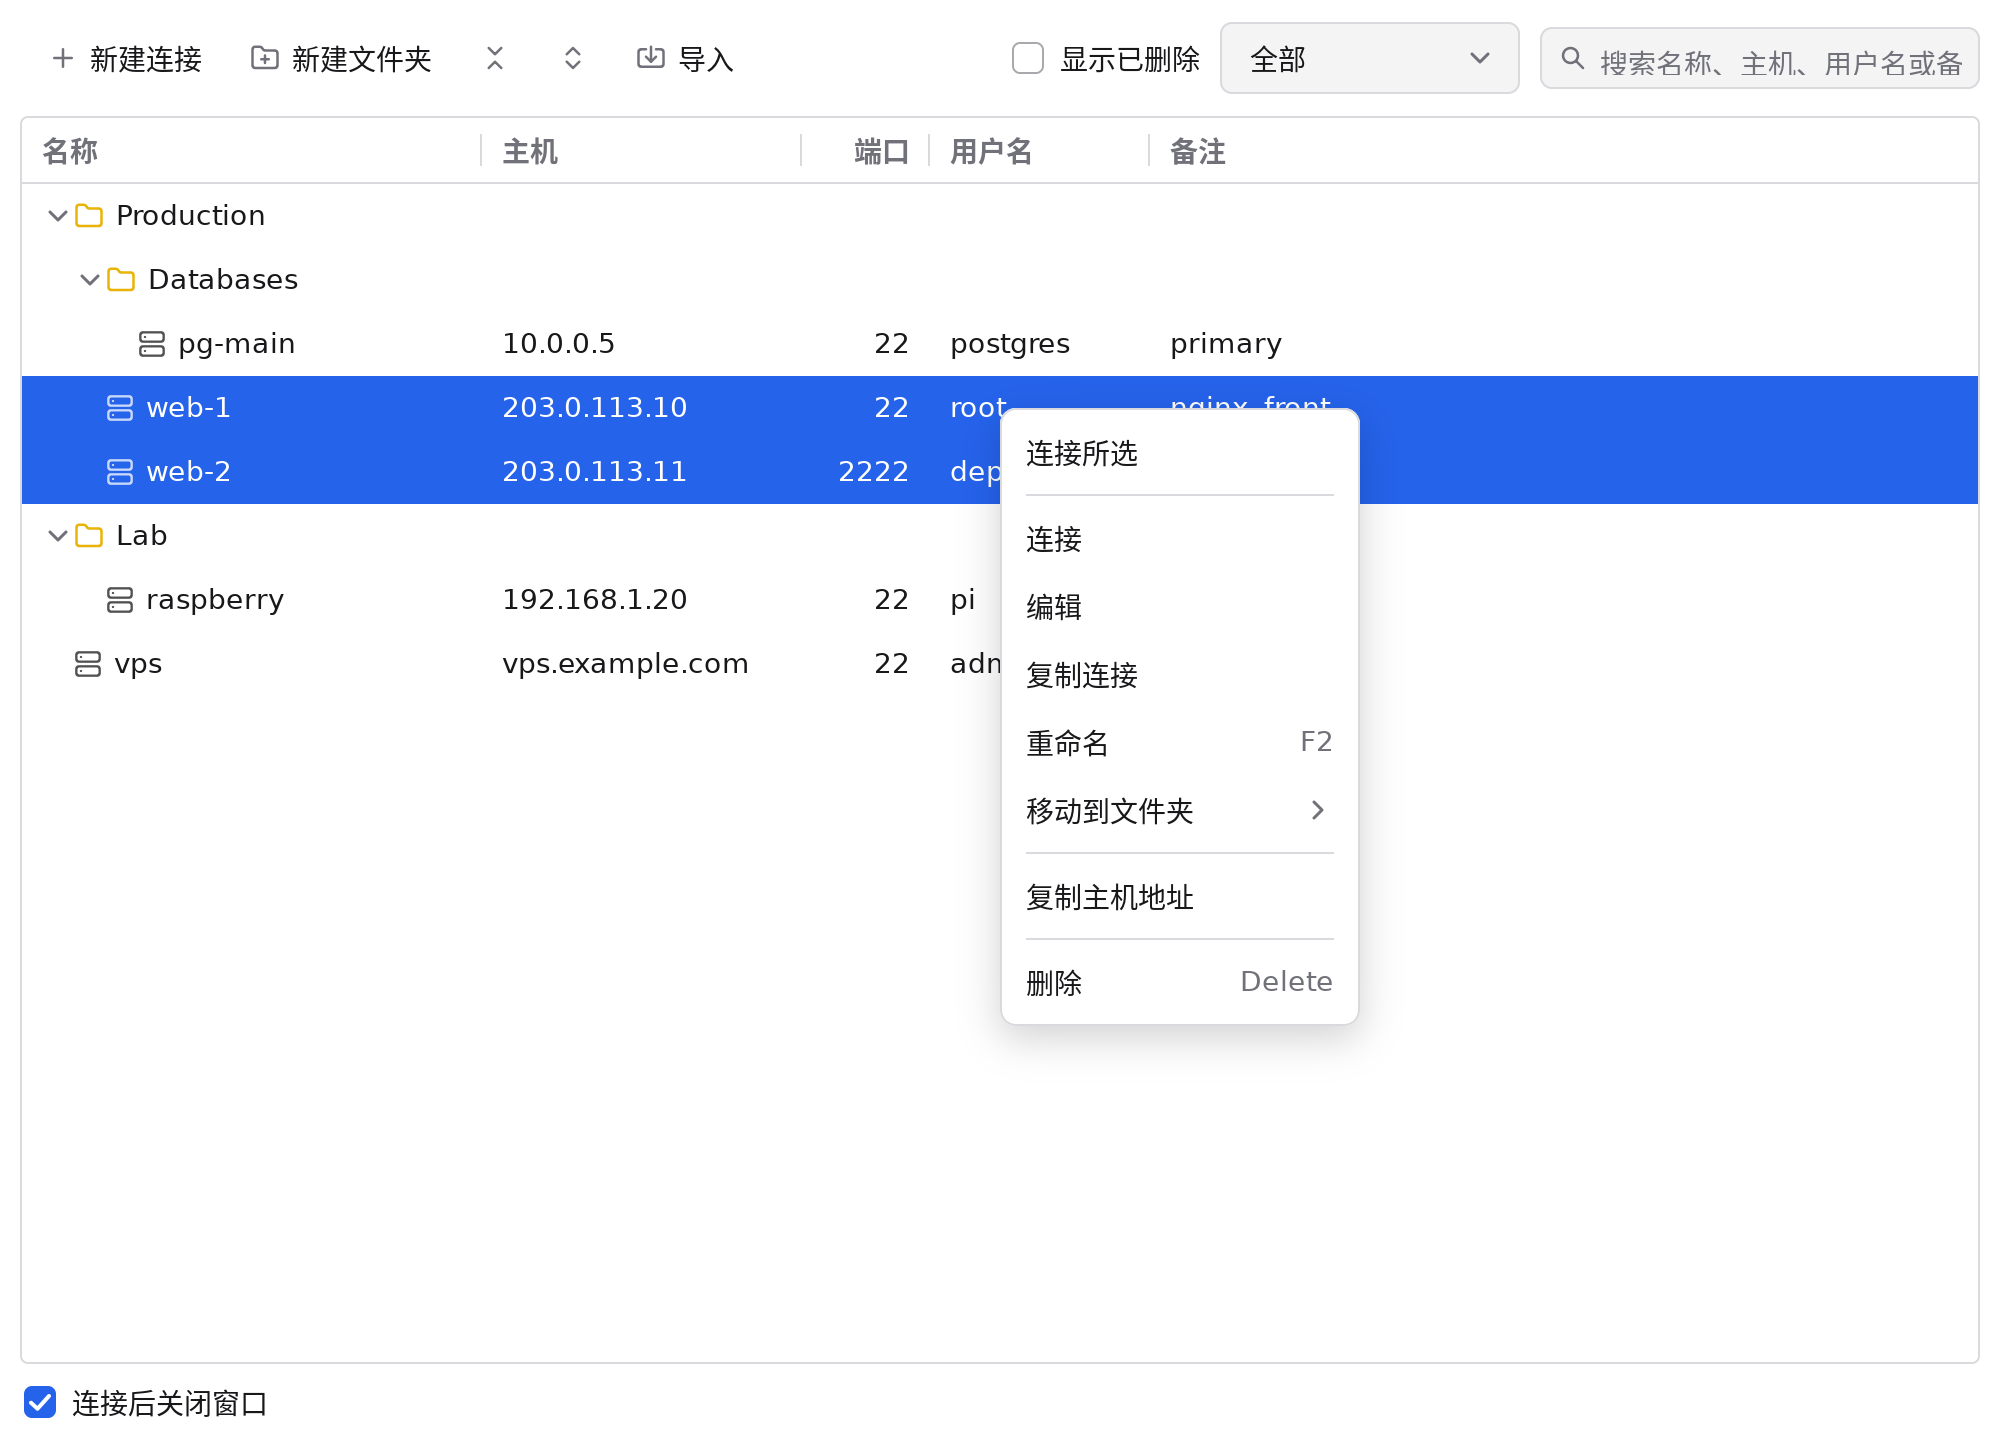 新建连接 新建文件夹 导入 显示已删除 全部 搜索名称、主机、用户名或备
名称 主机 端口 用户名 备注
Production
Databases
pg-main 10.0.0.5 22 postgres primary
web-1 203.0.113.10 22 root nginx front
web-2 203.0.113.11 2222 dep
Lab
raspberry 192.168.1.20 22 pi
vps vps.example.com 22 adn
连接所选
连接
编辑
复制连接
重命名 F2
移动到文件夹
复制主机地址
删除 Delete
连接后关闭窗口